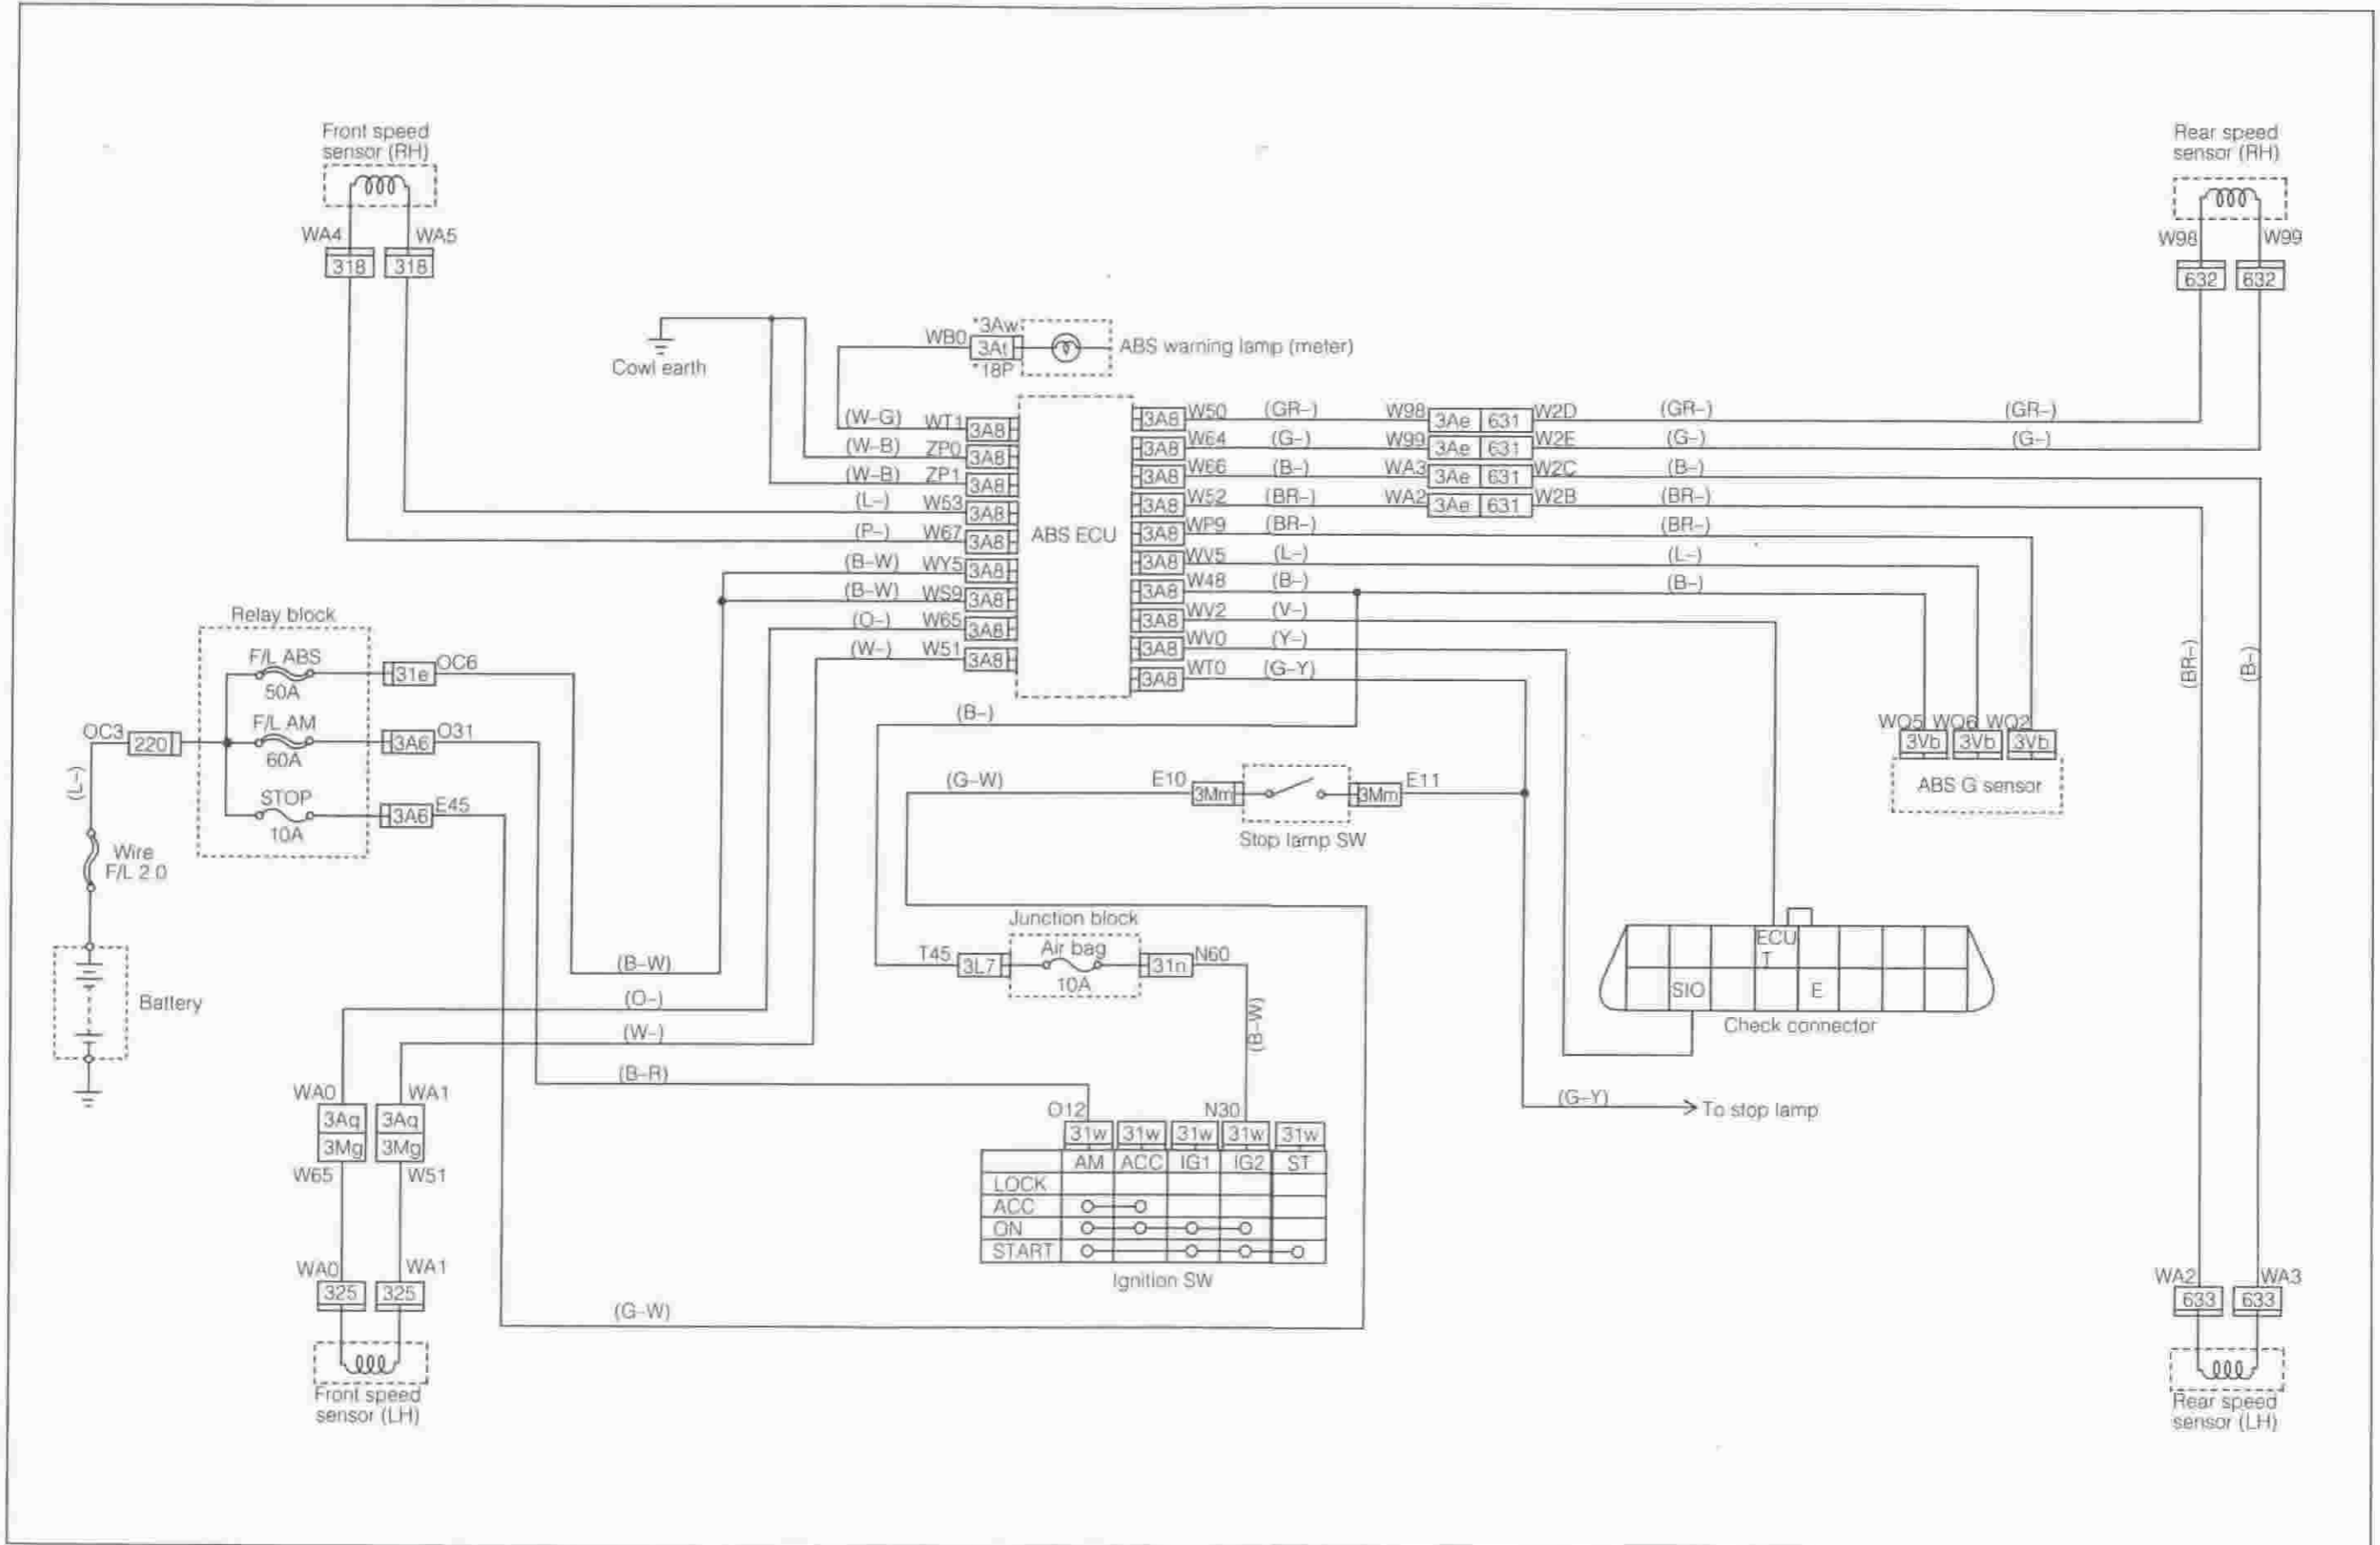 Front speed
sensor (RH)
WA4
WA5
318
318
Rear speed
sensor (RH)
W98
W99
632
632
Cowl earth
WB0
*3Aw
3At
*18P
ABS warning lamp (meter)
ABS ECU
(W-G) WT1 3A8
(W-B) ZP0 3A8
(W-B) ZP1 3A8
(L-) W53 3A8
(P-) W67 3A8
(B-W) WY5 3A8
(B-W) WS9 3A8
(O-) W65 3A8
(W-) W51 3A8
3A8 W50 (GR-) W98 3Ae 631 W2D (GR-) (GR-)
3A8 W64 (G-) W99 3Ae 631 W2E (G-) (G-)
3A8 W66 (B-) WA3 3Ae 631 W2C (B-)
3A8 W52 (BR-) WA2 3Ae 631 W2B (BR-)
3A8 WP9 (BR-) (BR-)
3A8 WV5 (L-) (L-)
3A8 W48 (B-) (B-)
3A8 WV2 (V-)
3A8 WV0 (Y-)
3A8 WT0 (G-Y)
(BR-)
(B-)
Relay block
F/L ABS
50A
31e OC6
F/L AM
60A
3A6 O31
STOP
10A
3A6 E45
OC3 220
(L-)
Wire
F/L 2.0
Battery
(B-)
(G-W) E10 3Mm 3Mm E11
Stop lamp SW
WQ5 WQ6 WQ2
3Vb 3Vb 3Vb
ABS G sensor
Junction block
T45 3L7 Air bag 31n N60
10A
(B-W)
ECU
T
SIO E
Check connector
(B-W)
(O-)
(W-)
(B-R)
(G-Y) To stop lamp
WA0 WA1
3Aq 3Aq
3Mg 3Mg
W65 W51
WA0 WA1
325 325
Front speed
sensor (LH)
(G-W)
O12 N30
31w 31w 31w 31w 31w
AM ACC IG1 IG2 ST
LOCK
ACC
ON
START
Ignition SW
WA2 WA3
633 633
Rear speed
sensor (LH)